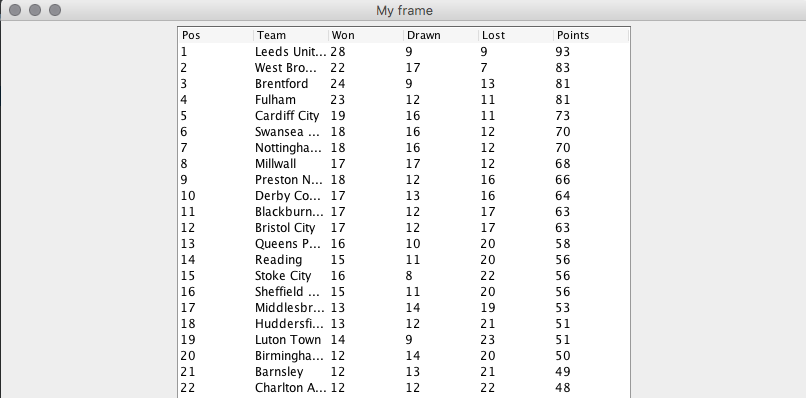 My frame
Pos Team Won Drawn Lost Points
1 Leeds Unit... 28 9 9 93
2 West Bro... 22 17 7 83
3 Brentford 24 9 13 81
4 Fulham 23 12 11 81
5 Cardiff City 19 16 11 73
6 Swansea ... 18 16 12 70
7 Nottingha... 18 16 12 70
8 Millwall 17 17 12 68
9 Preston N... 18 12 16 66
10 Derby Co... 17 13 16 64
11 Blackburn... 17 12 17 63
12 Bristol City 17 12 17 63
13 Queens P... 16 10 20 58
14 Reading 15 11 20 56
15 Stoke City 16 8 22 56
16 Sheffield ... 15 11 20 56
17 Middlesbr... 13 14 19 53
18 Huddersfi... 13 12 21 51
19 Luton Town 14 9 23 51
20 Birmingha... 12 14 20 50
21 Barnsley 12 13 21 49
22 Charlton A... 12 12 22 48